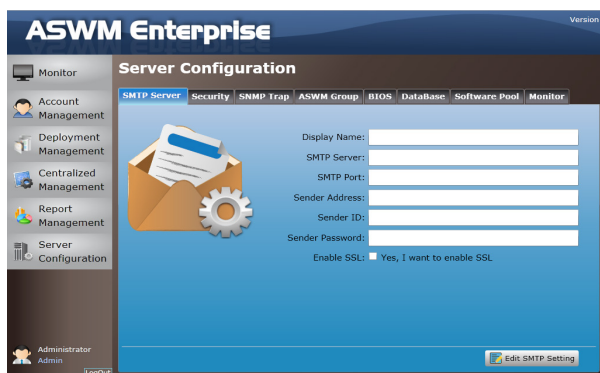 ASWM Enterprise
Version
Monitor
Account
Management
Deployment
Management
Centralized
Management
Report
Management
Server
Configuration
Administrator
Admin
LogOut
Server Configuration
SMTP Server Security SNMP Trap ASWM Group BIOS DataBase Software Pool Monitor
Display Name:
SMTP Server:
SMTP Port:
Sender Address:
Sender ID:
Sender Password:
Enable SSL: Yes, I want to enable SSL
Edit SMTP Setting